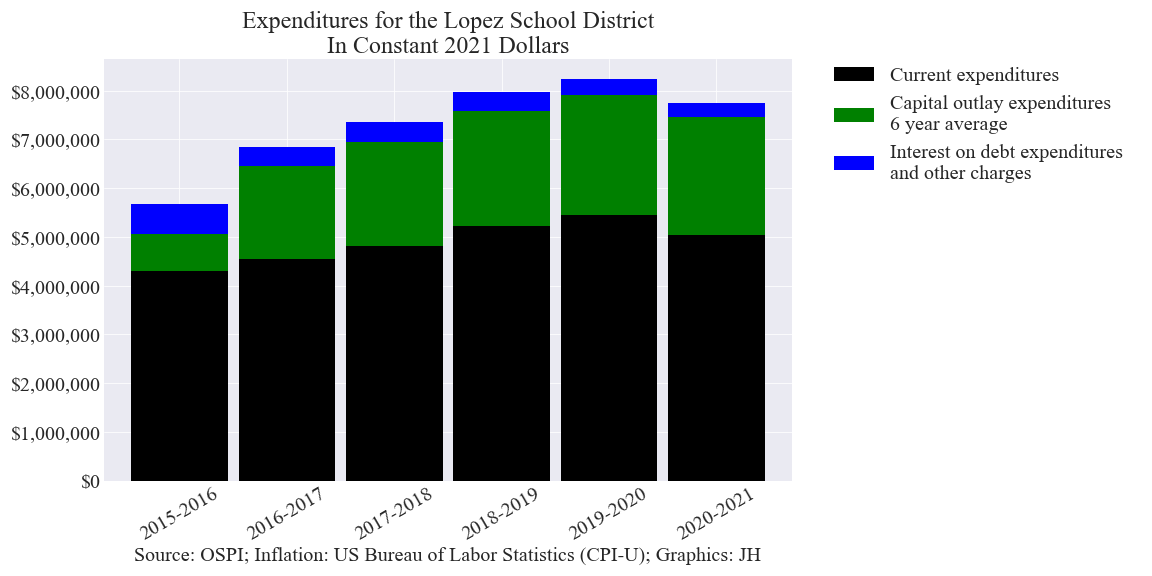 Expenditures for the Lopez School District
In Constant 2021 Dollars
$8,000,000
$7,000,000
$6,000,000
$5,000,000
$4,000,000
$3,000,000
$2,000,000
$1,000,000
$0
2015-2016
2016-2017
2017-2018
2018-2019
2019-2020
2020-2021
Source: OSPI; Inflation: US Bureau of Labor Statistics (CPI-U); Graphics: JH
Current expenditures
Capital outlay expenditures
6 year average
Interest on debt expenditures
and other charges